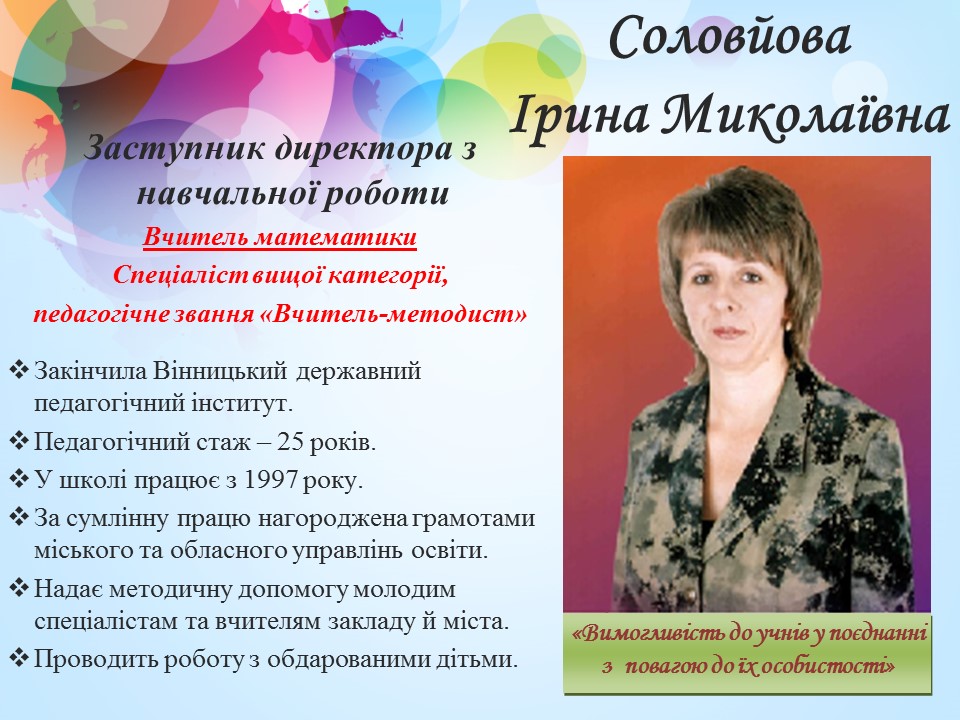 Соловйова
Ірина Миколаївна
Заступник директора з
навчальної роботи
Вчитель математики
Спеціаліст вищої категорії,
педагогічне звання «Вчитель-методист»
❖ Закінчила Вінницький державний
педагогічний інститут.
❖ Педагогічний стаж – 25 років.
❖ У школі працює з 1997 року.
❖ За сумлінну працю нагороджена грамотами
міського та обласного управлінь освіти.
❖ Надає методичну допомогу молодим
спеціалістам та вчителям закладу й міста.
❖ Проводить роботу з обдарованими дітьми.
«Вимогливість до учнів у поєднанні
з повагою до їх особистості»